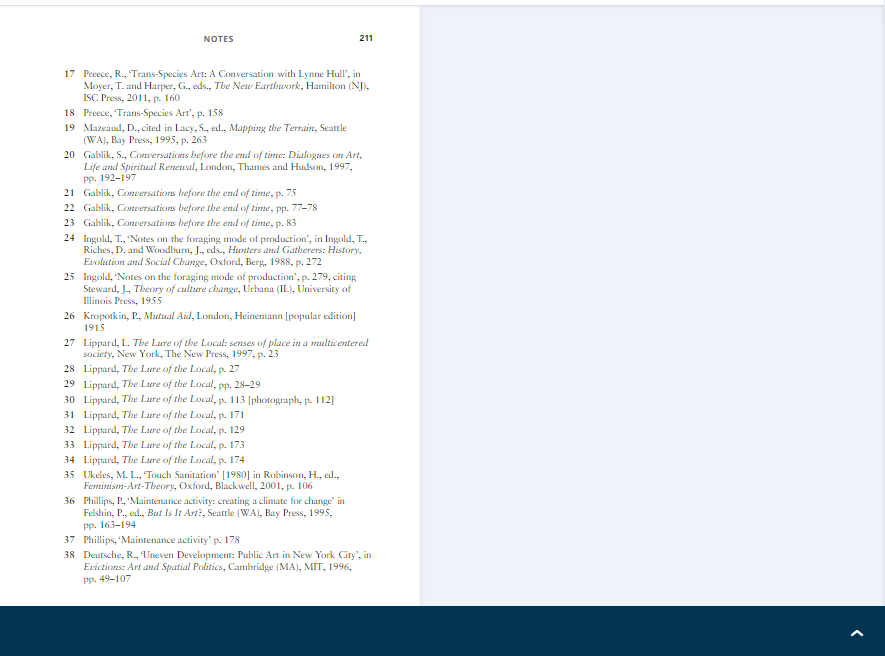 NOTES 211
17 Preece, R., ‘Trans-Species Art: A Conversation with Lynne Hull’, in
Moyer, T. and Harper, G., eds., The New Earthwork, Hamilton (NJ),
ISC Press, 2011, p. 160
18 Preece, ‘Trans-Species Art’, p. 158
19 Mazeaud, D., cited in Lacy, S., ed., Mapping the Terrain, Seattle
(WA), Bay Press, 1995, p. 263
20 Gablik, S., Conversations before the end of time: Dialogues on Art,
Life and Spiritual Renewal, London, Thames and Hudson, 1997,
pp. 192–197
21 Gablik, Conversations before the end of time, p. 75
22 Gablik, Conversations before the end of time, pp. 77–78
23 Gablik, Conversations before the end of time, p. 83
24 Ingold, T., ‘Notes on the foraging mode of production’, in Ingold, T.,
Riches, D. and Woodburn, J., eds., Hunters and Gatherers: History,
Evolution and Social Change, Oxford, Berg, 1988, p. 272
25 Ingold, ‘Notes on the foraging mode of production’, p. 279, citing
Steward, J., Theory of culture change, Urbana (IL), University of
Illinois Press, 1955
26 Kropotkin, P., Mutual Aid, London, Heinemann [popular edition]
1915
27 Lippard, L. The Lure of the Local: senses of place in a multicentered
society, New York, The New Press, 1997, p. 23
28 Lippard, The Lure of the Local, p. 27
29 Lippard, The Lure of the Local, pp. 28–29
30 Lippard, The Lure of the Local, p. 113 [photograph, p. 112]
31 Lippard, The Lure of the Local, p. 171
32 Lippard, The Lure of the Local, p. 129
33 Lippard, The Lure of the Local, p. 173
34 Lippard, The Lure of the Local, p. 174
35 Ukeles, M. L., ‘Touch Sanitation’ [1980] in Robinson, H., ed.,
Feminism-Art-Theory, Oxford, Blackwell, 2001, p. 106
36 Phillips, P., ‘Maintenance activity: creating a climate for change’ in
Felshin, P., ed., But Is It Art?, Seattle (WA), Bay Press, 1995,
pp. 163–194
37 Phillips, ‘Maintenance activity’ p. 178
38 Deutsche, R., ‘Uneven Development: Public Art in New York City’, in
Evictions: Art and Spatial Politics, Cambridge (MA), MIT, 1996,
pp. 49–107